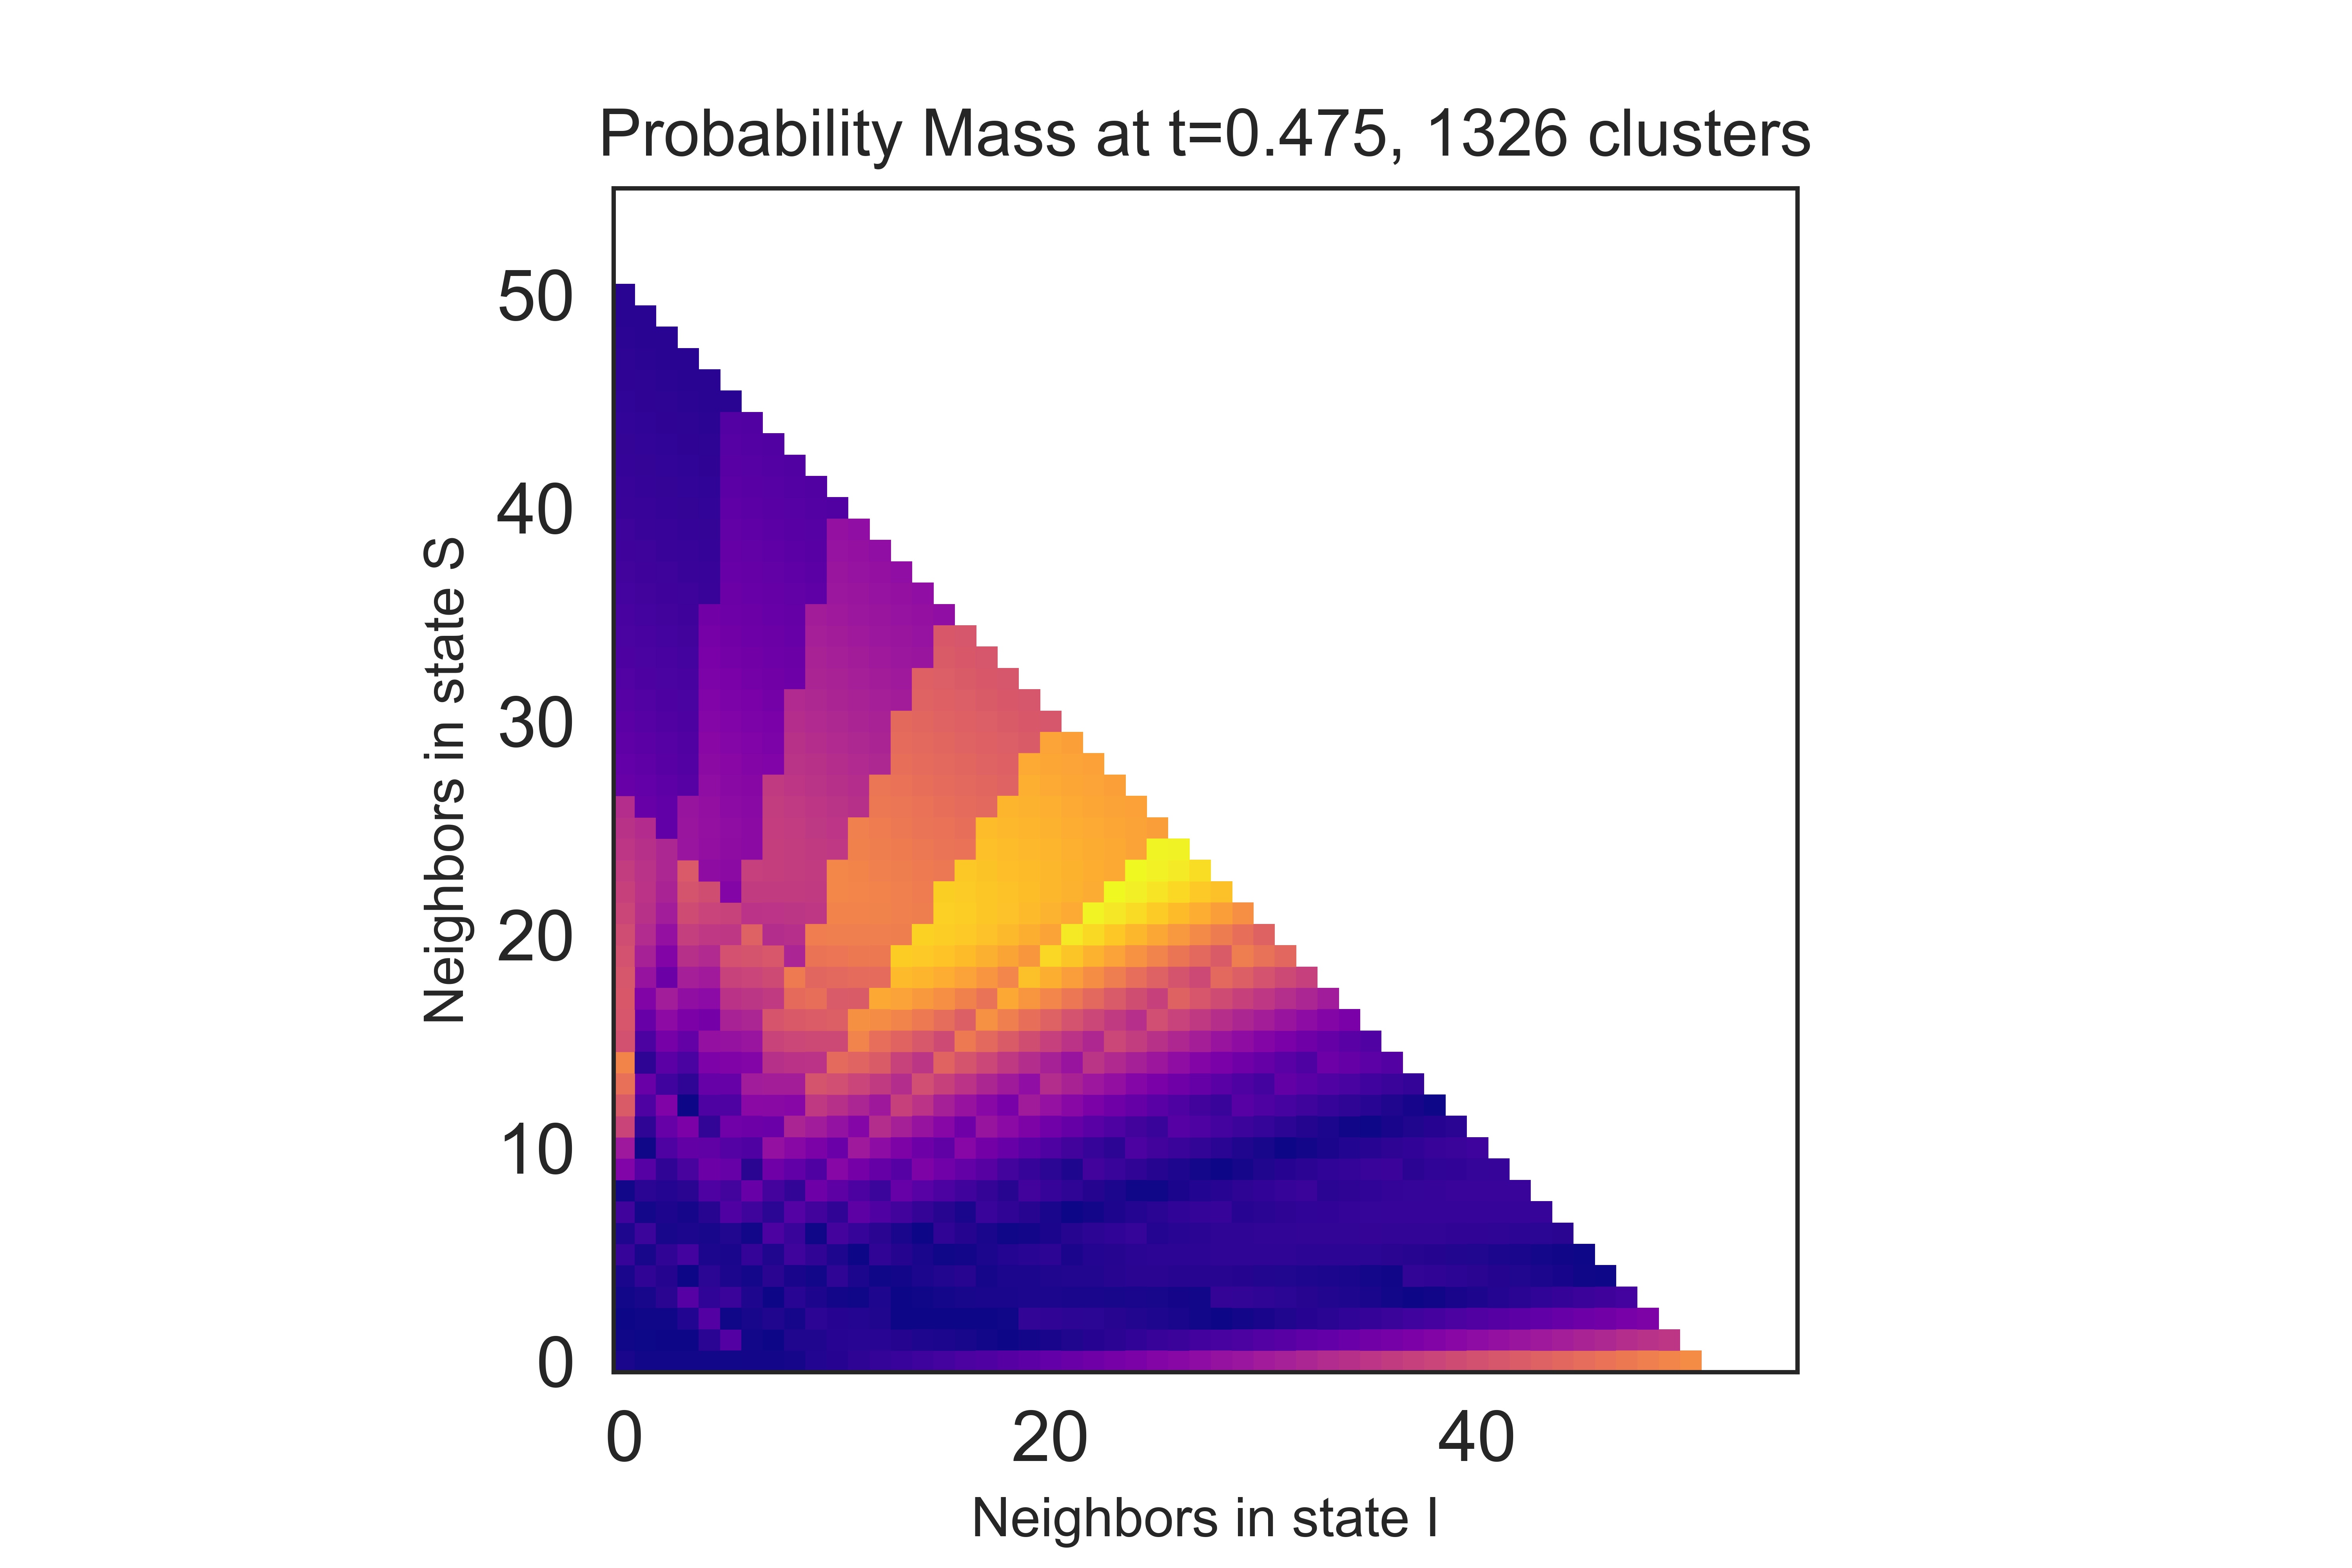 Probability Mass at t=0.475, 1326 clusters
Neighbors in state S
50
40
30
20
10
0
0 20 40
Neighbors in state I